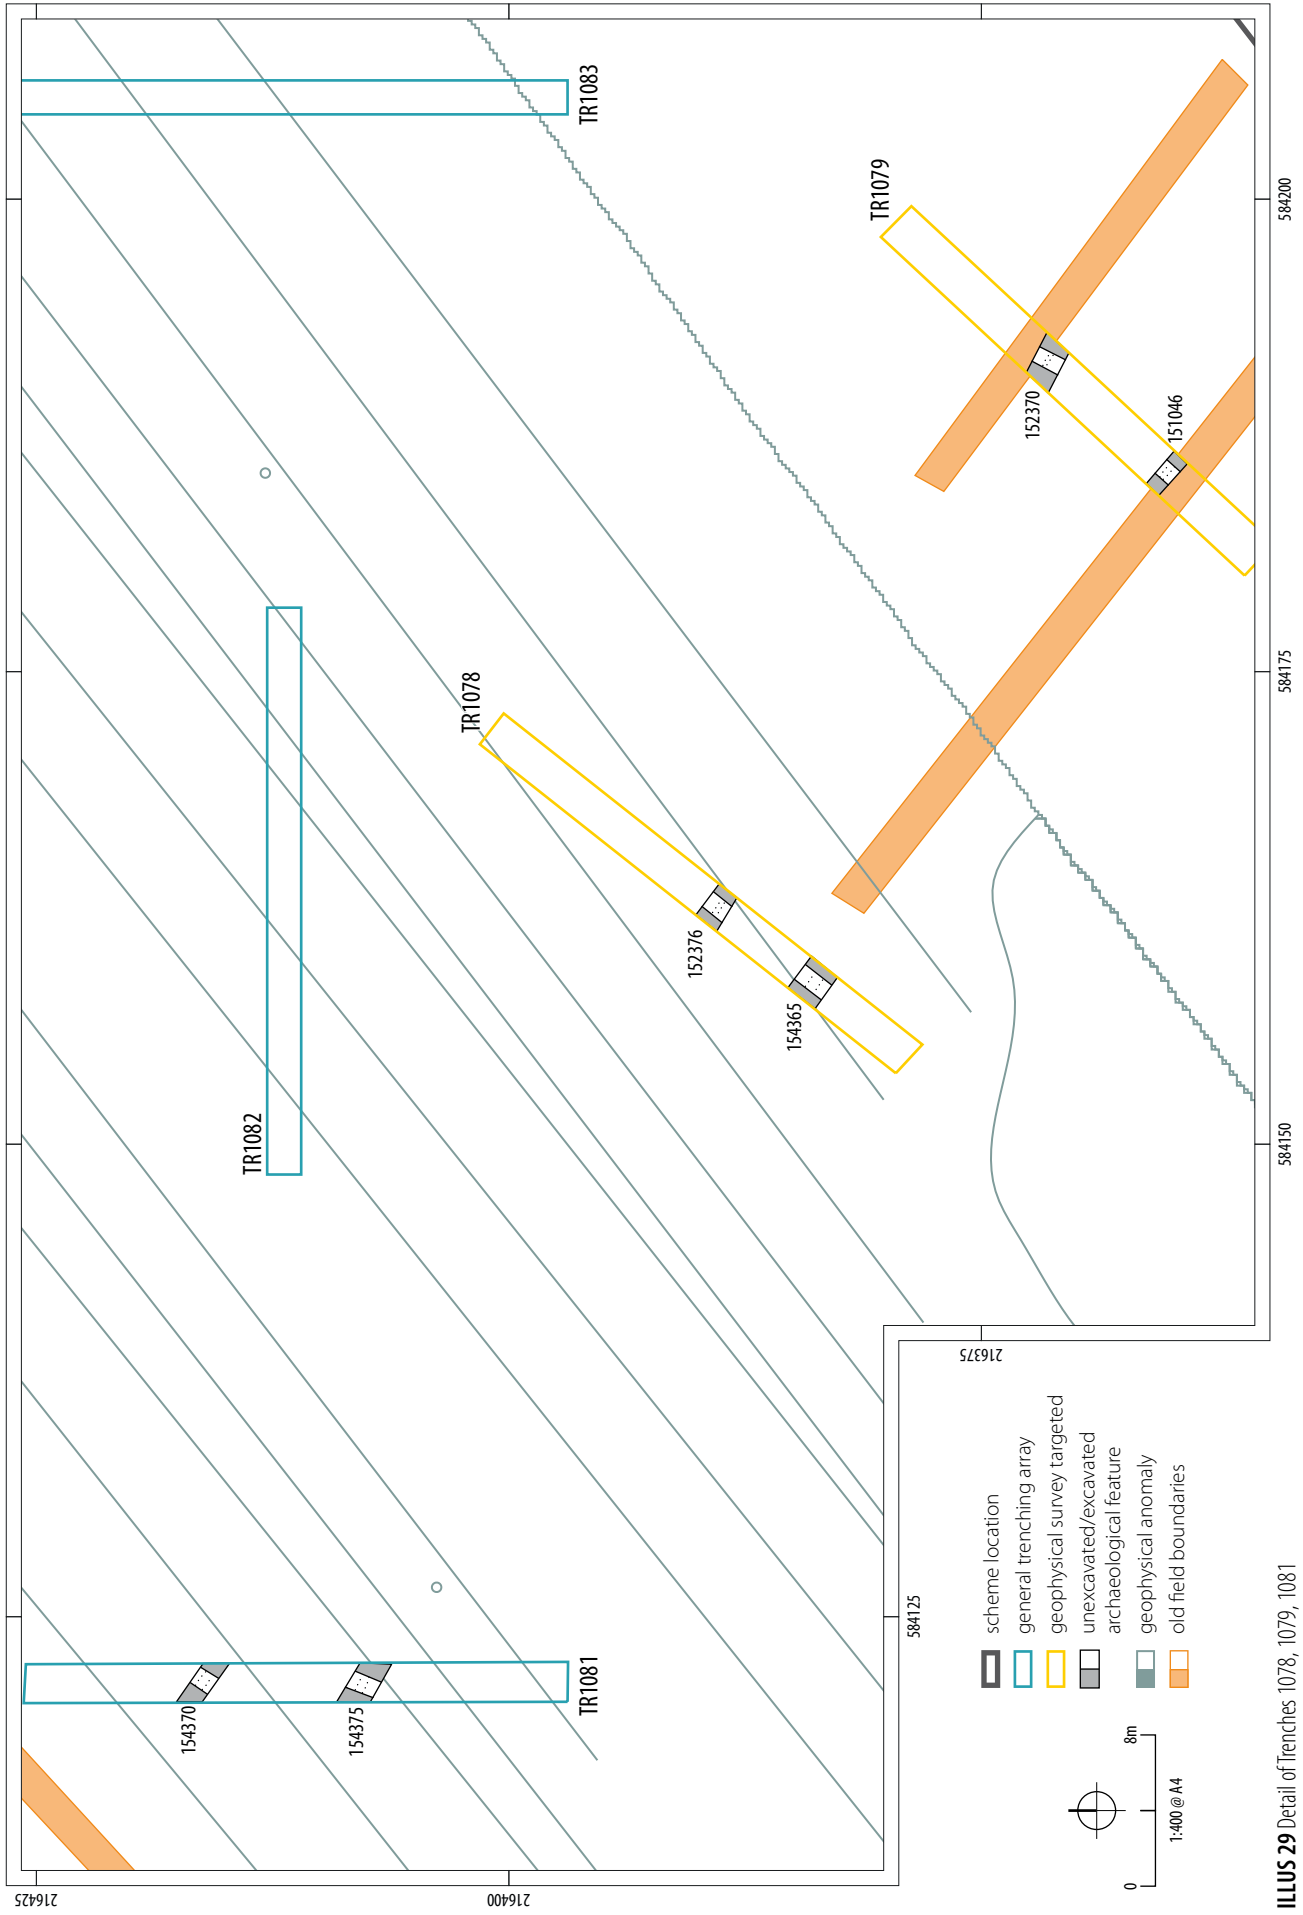 216425
216400
216375
584125
584150
584175
584200
TR1083
TR1082
TR1078
TR1079
TR1081
152376
154365
152370
151046
154370
154375
scheme location
general trenching array
geophysical survey targeted
unexcavated/excavated
archaeological feature
geophysical anomaly
old field boundaries
0
8m
1:400 @ A4
ILLUS 29 Detail of Trenches 1078, 1079, 1081